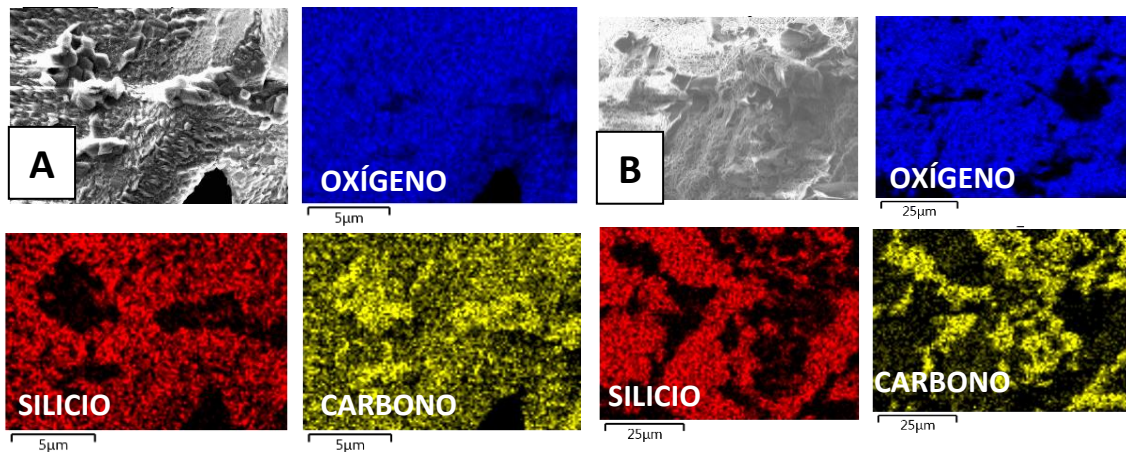 A
OXÍGENO
5µm
B
OXÍGENO
25µm
SILICIO
5µm
CARBONO
5µm
SILICIO
25µm
CARBONO
25µm